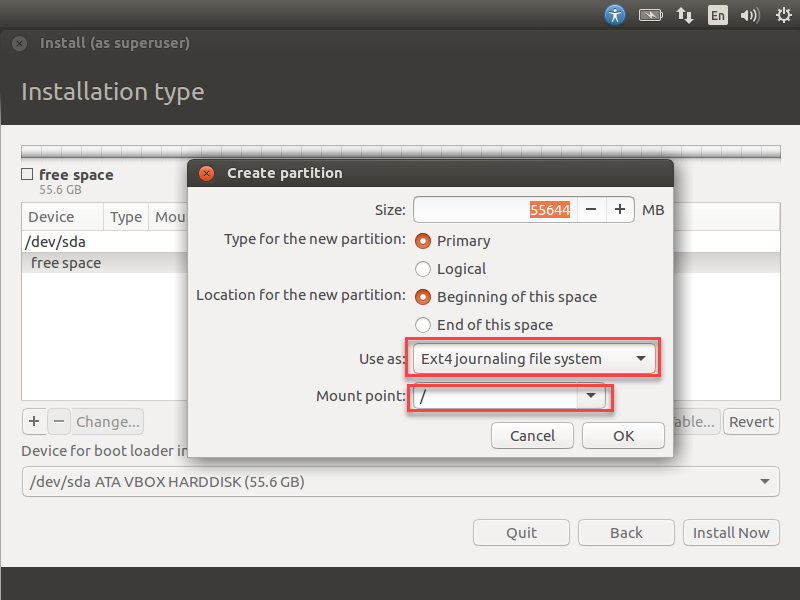 En
Install (as superuser)
Installation type
free space
55.6 GB
Create partition
Size: 55644 MB
Type for the new partition: Primary
Logical
Location for the new partition: Beginning of this space
End of this space
Use as: Ext4 journaling file system
Mount point: /
Cancel OK
Device Type Mou
/dev/sda
free space
+ − Change... able... Revert
Device for boot loader in
/dev/sda ATA VBOX HARDDISK (55.6 GB)
Quit Back Install Now